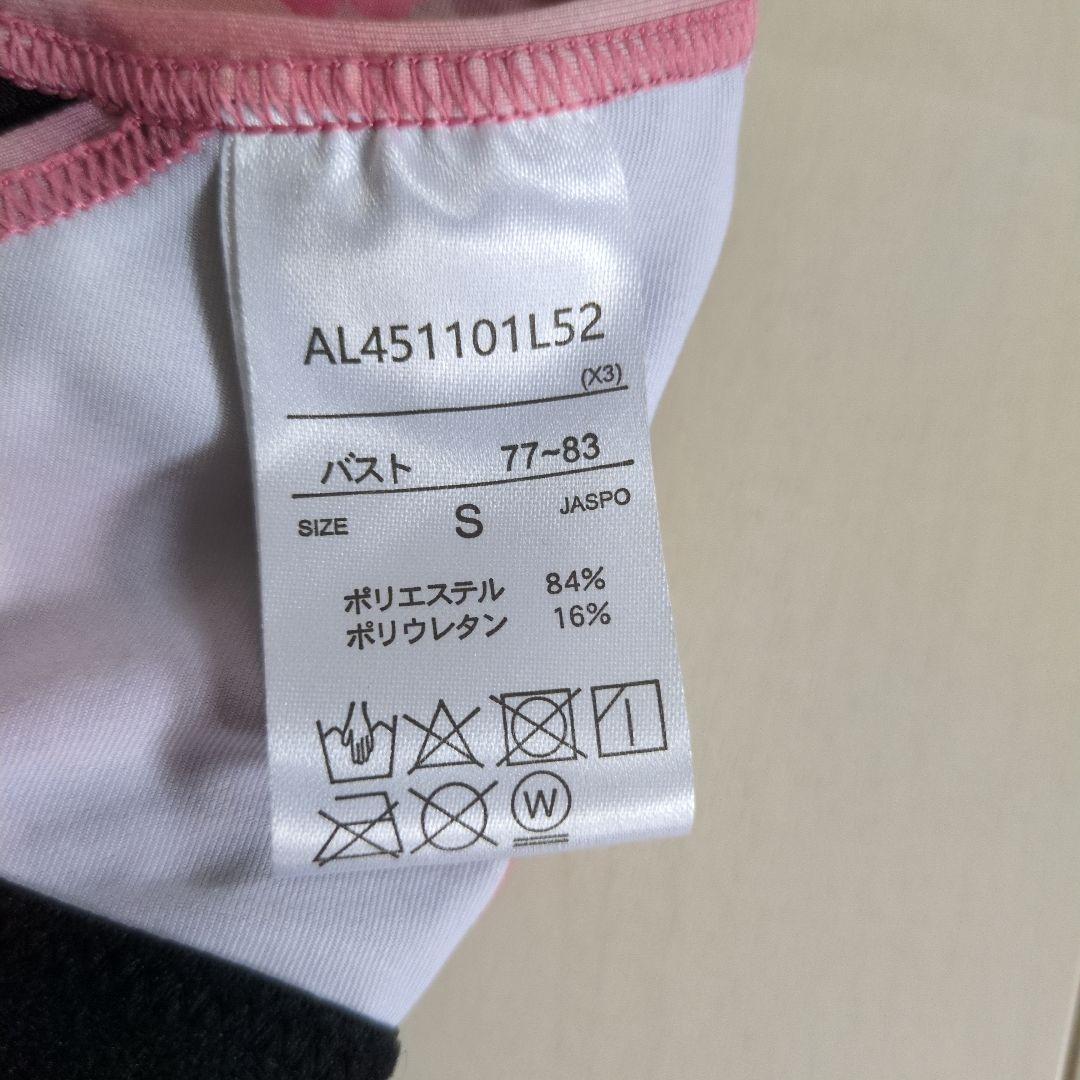 AL451101L52
(X3)
バスト 77~83
SIZE S JASPO
ポリエステル 84%
ポリウレタン 16%
W